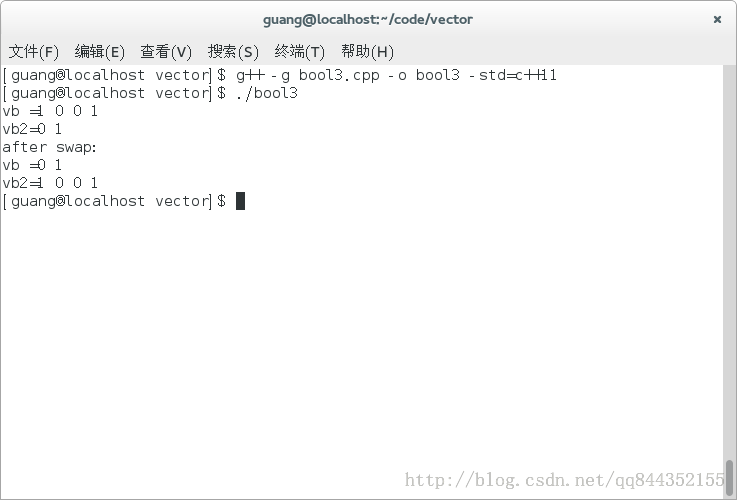 guang@localhost:~/code/vector
文件(F) 编辑(E) 查看(V) 搜索(S) 终端(T) 帮助(H)
[guang@localhost vector]$ g++ -g bool3.cpp -o bool3 -std=c++11
[guang@localhost vector]$ ./bool3
vb =1 0 0 1
vb2=0 1
after swap:
vb =0 1
vb2=1 0 0 1
[guang@localhost vector]$
http://blog.csdn.net/qq844352155